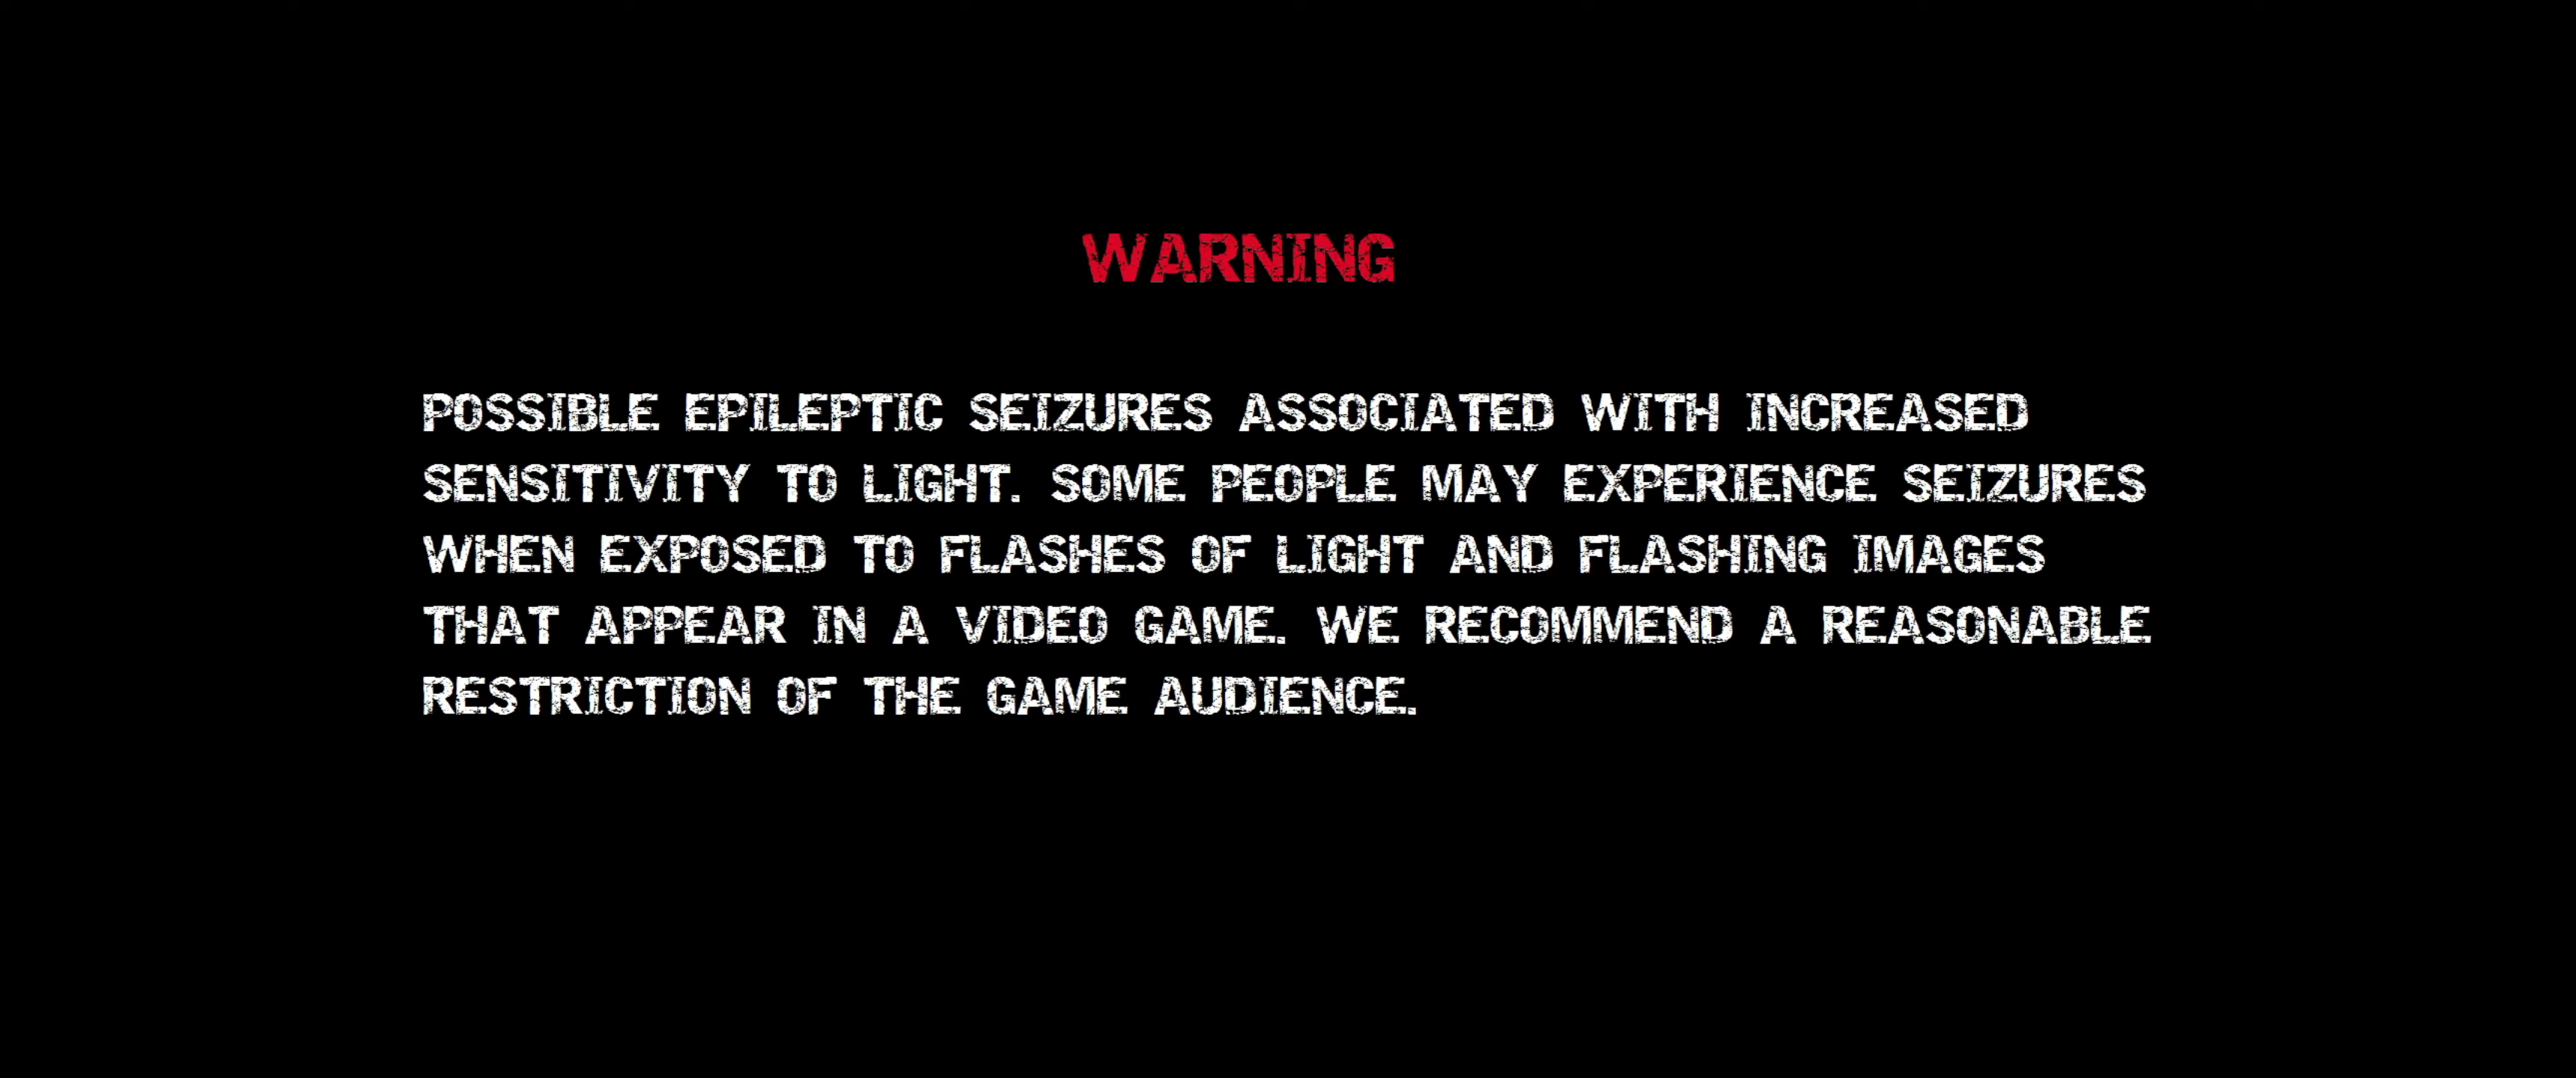 WARNING
POSSIBLE EPILEPTIC SEIZURES ASSOCIATED WITH INCREASED
SENSITIVITY TO LIGHT. SOME PEOPLE MAY EXPERIENCE SEIZURES
WHEN EXPOSED TO FLASHES OF LIGHT AND FLASHING IMAGES
THAT APPEAR IN A VIDEO GAME. WE RECOMMEND A REASONABLE
RESTRICTION OF THE GAME AUDIENCE.